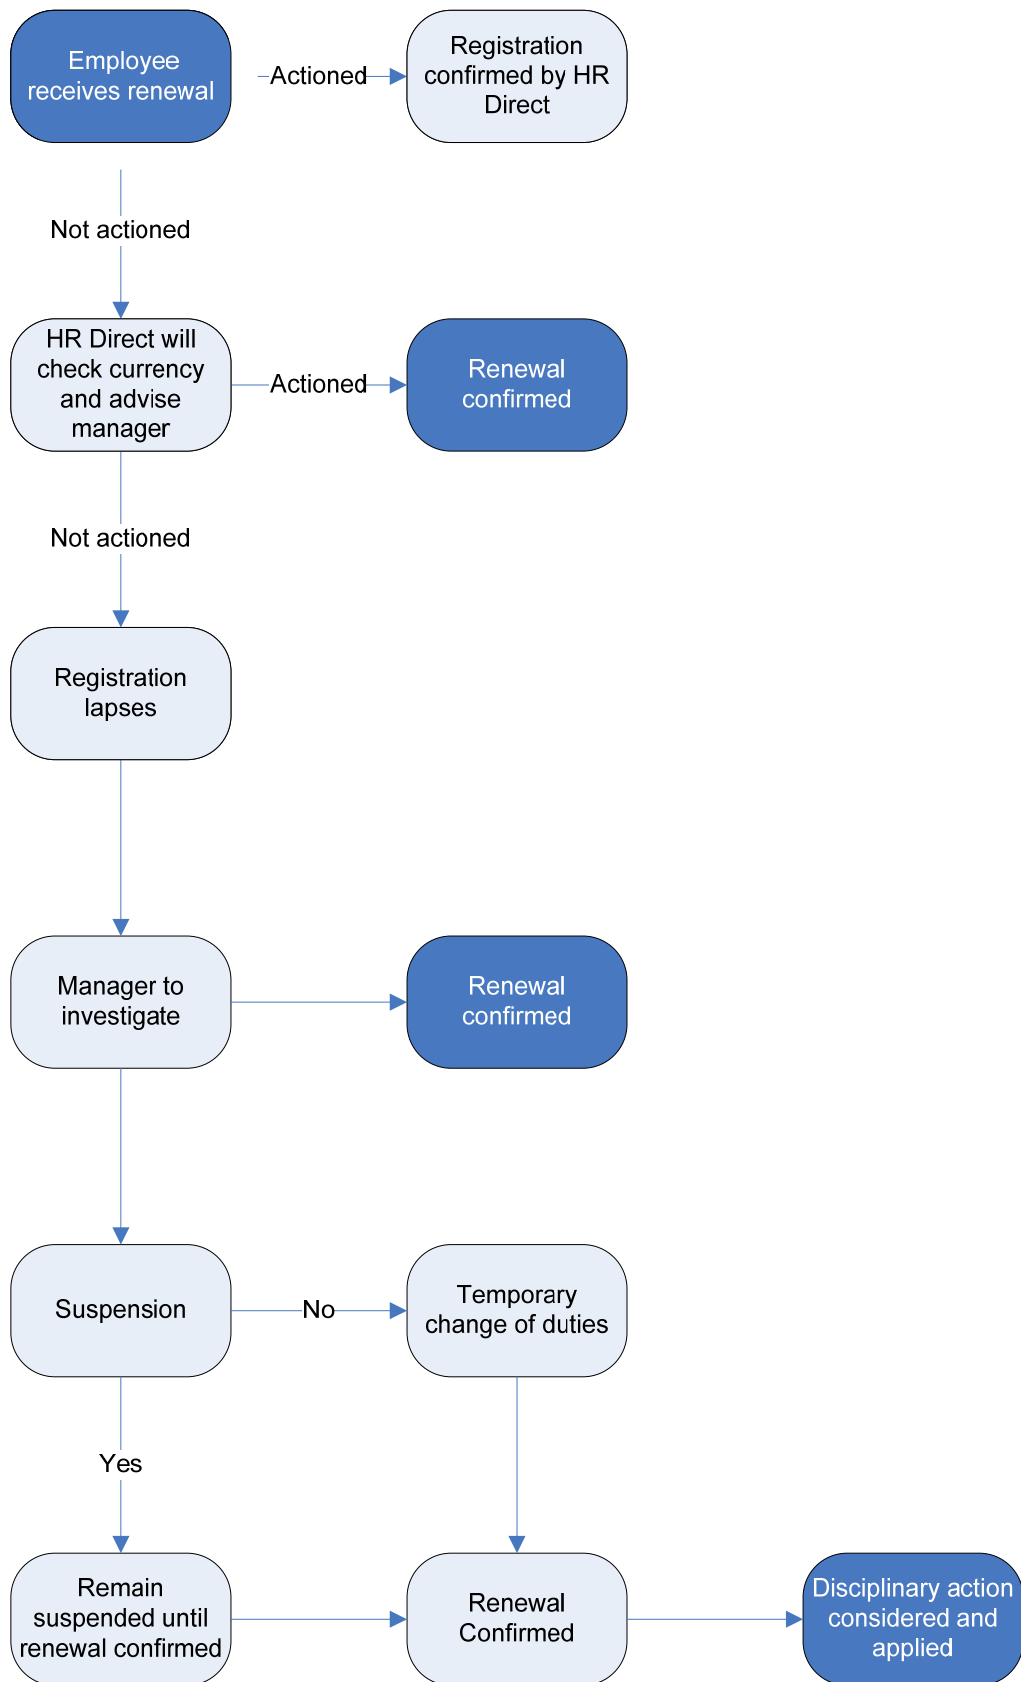 Employee
receives renewal
Actioned
Registration
confirmed by HR
Direct
Not actioned
HR Direct will
check currency
and advise
manager
Actioned
Renewal
confirmed
Not actioned
Registration
lapses
Manager to
investigate
Renewal
confirmed
Suspension
No
Temporary
change of duties
Yes
Remain
suspended until
renewal confirmed
Renewal
Confirmed
Disciplinary action
considered and
applied